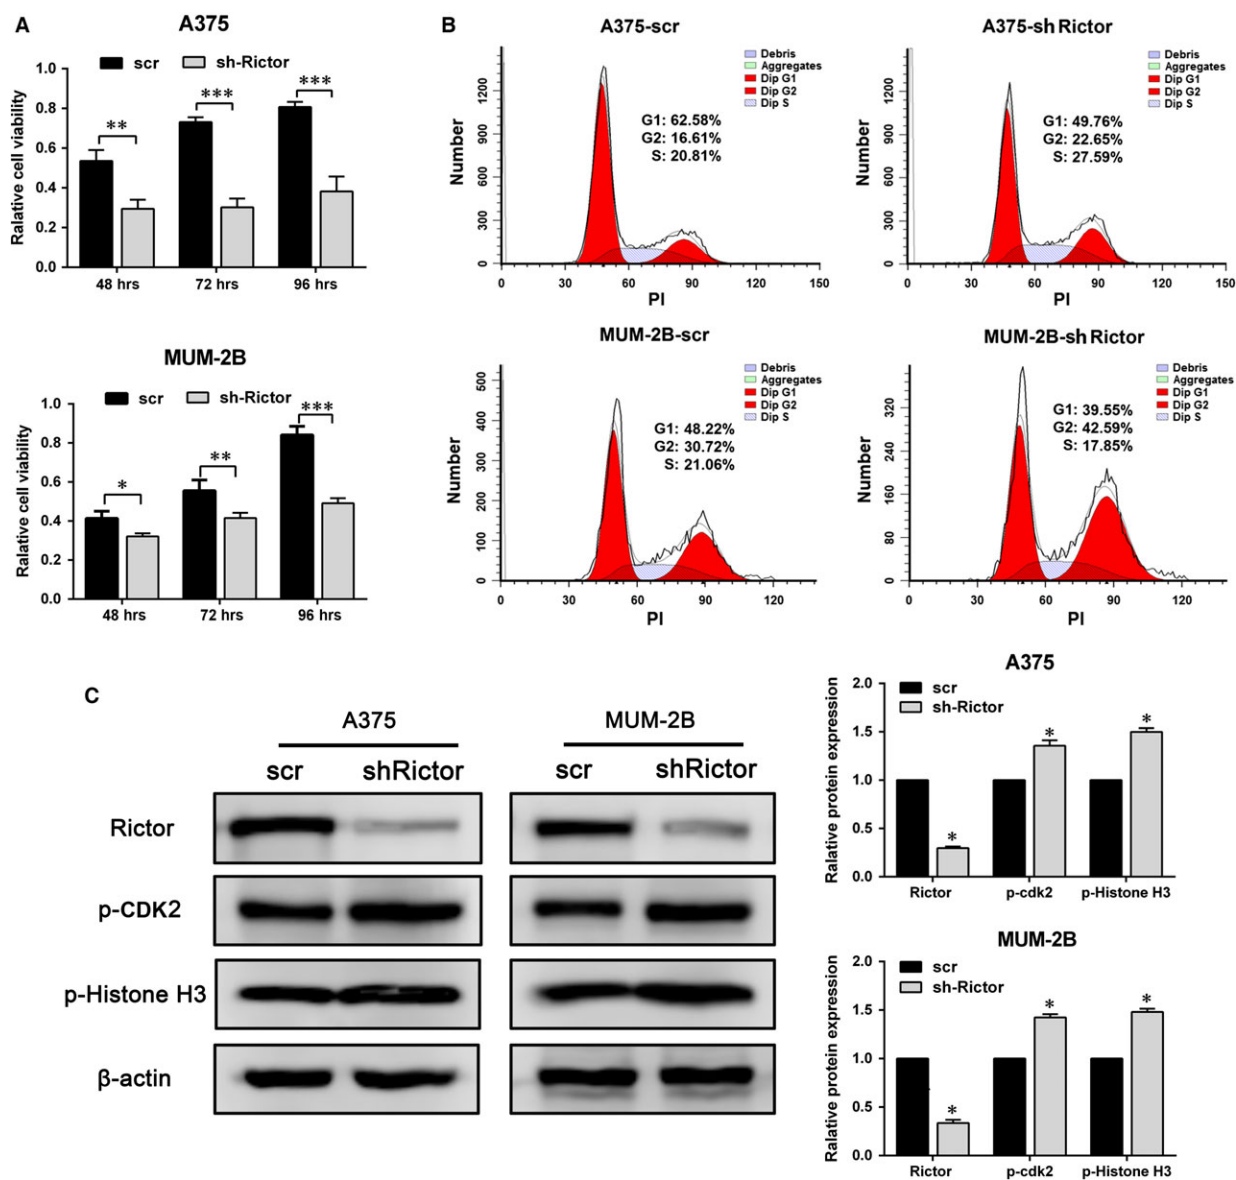 A
A375
scr sh-Rictor
Ralative cell viability
1.0
0.8
0.6
0.4
0.2
0.0
** *** ***
48 hrs 72 hrs 96 hrs
MUM-2B
scr sh-Rictor
Ralative cell viability
1.0
0.8
0.6
0.4
0.2
0.0
* ** ***
48 hrs 72 hrs 96 hrs
B
A375-scr
Number
1200
900
600
300
0
Debris
Aggregates
Dip G1
Dip G2
Dip S
G1: 62.58%
G2: 16.61%
S: 20.81%
0 30 60 90 120 150
PI
A375-sh Rictor
Number
1200
900
600
300
0
Debris
Aggregates
Dip G1
Dip G2
Dip S
G1: 49.76%
G2: 22.65%
S: 27.59%
0 30 60 90 120 150
PI
MUM-2B-scr
Number
500
400
300
200
100
0
Debris
Aggregates
Dip G1
Dip G2
Dip S
G1: 48.22%
G2: 30.72%
S: 21.06%
0 30 60 90 120
PI
MUM-2B-sh Rictor
Number
320
240
160
80
0
Debris
Aggregates
Dip G1
Dip G2
Dip S
G1: 39.55%
G2: 42.59%
S: 17.85%
0 30 60 90 120
PI
C
A375 MUM-2B
scr shRictor scr shRictor
Rictor
p-CDK2
p-Histone H3
β-actin
A375
scr
sh-Rictor
Ralative protein expression
2.0
1.5
1.0
0.5
0.0
* * *
Rictor p-cdk2 p-Histone H3
MUM-2B
scr
sh-Rictor
Ralative protein expression
2.0
1.5
1.0
0.5
0.0
* * *
Rictor p-cdk2 p-Histone H3